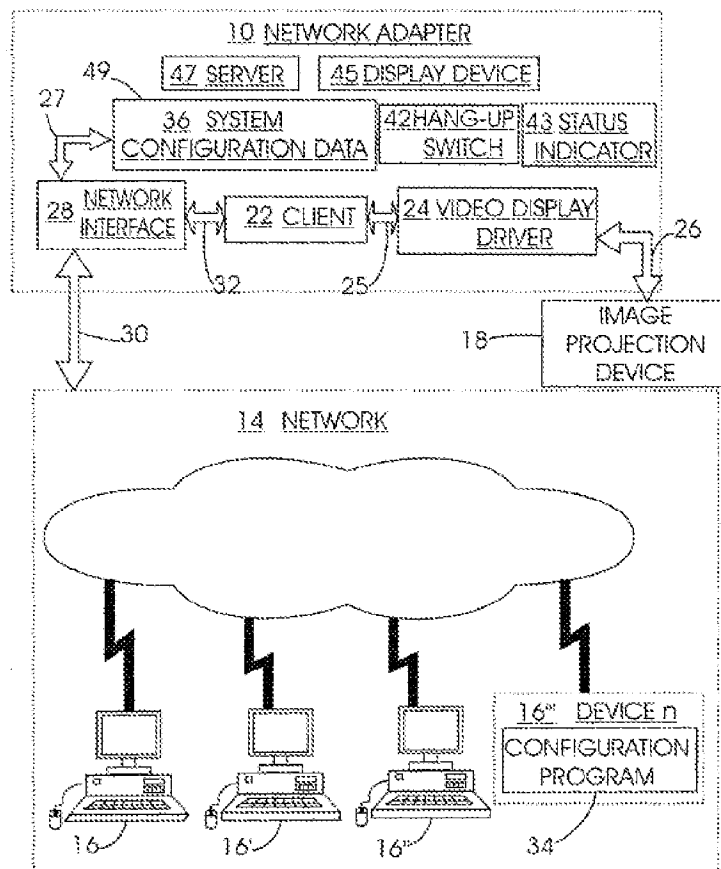 10 NETWORK ADAPTER
47 SERVER
45 DISPLAY DEVICE
49
27
36 SYSTEM
CONFIGURATION DATA
42 HANG-UP
SWITCH
43 STATUS
INDICATOR
28 NETWORK
INTERFACE
22 CLIENT
24 VIDEO DISPLAY
DRIVER
26
32
25
30
18
IMAGE
PROJECTION
DEVICE
14 NETWORK
16''' DEVICE n
CONFIGURATION
PROGRAM
16
16'
16''
34